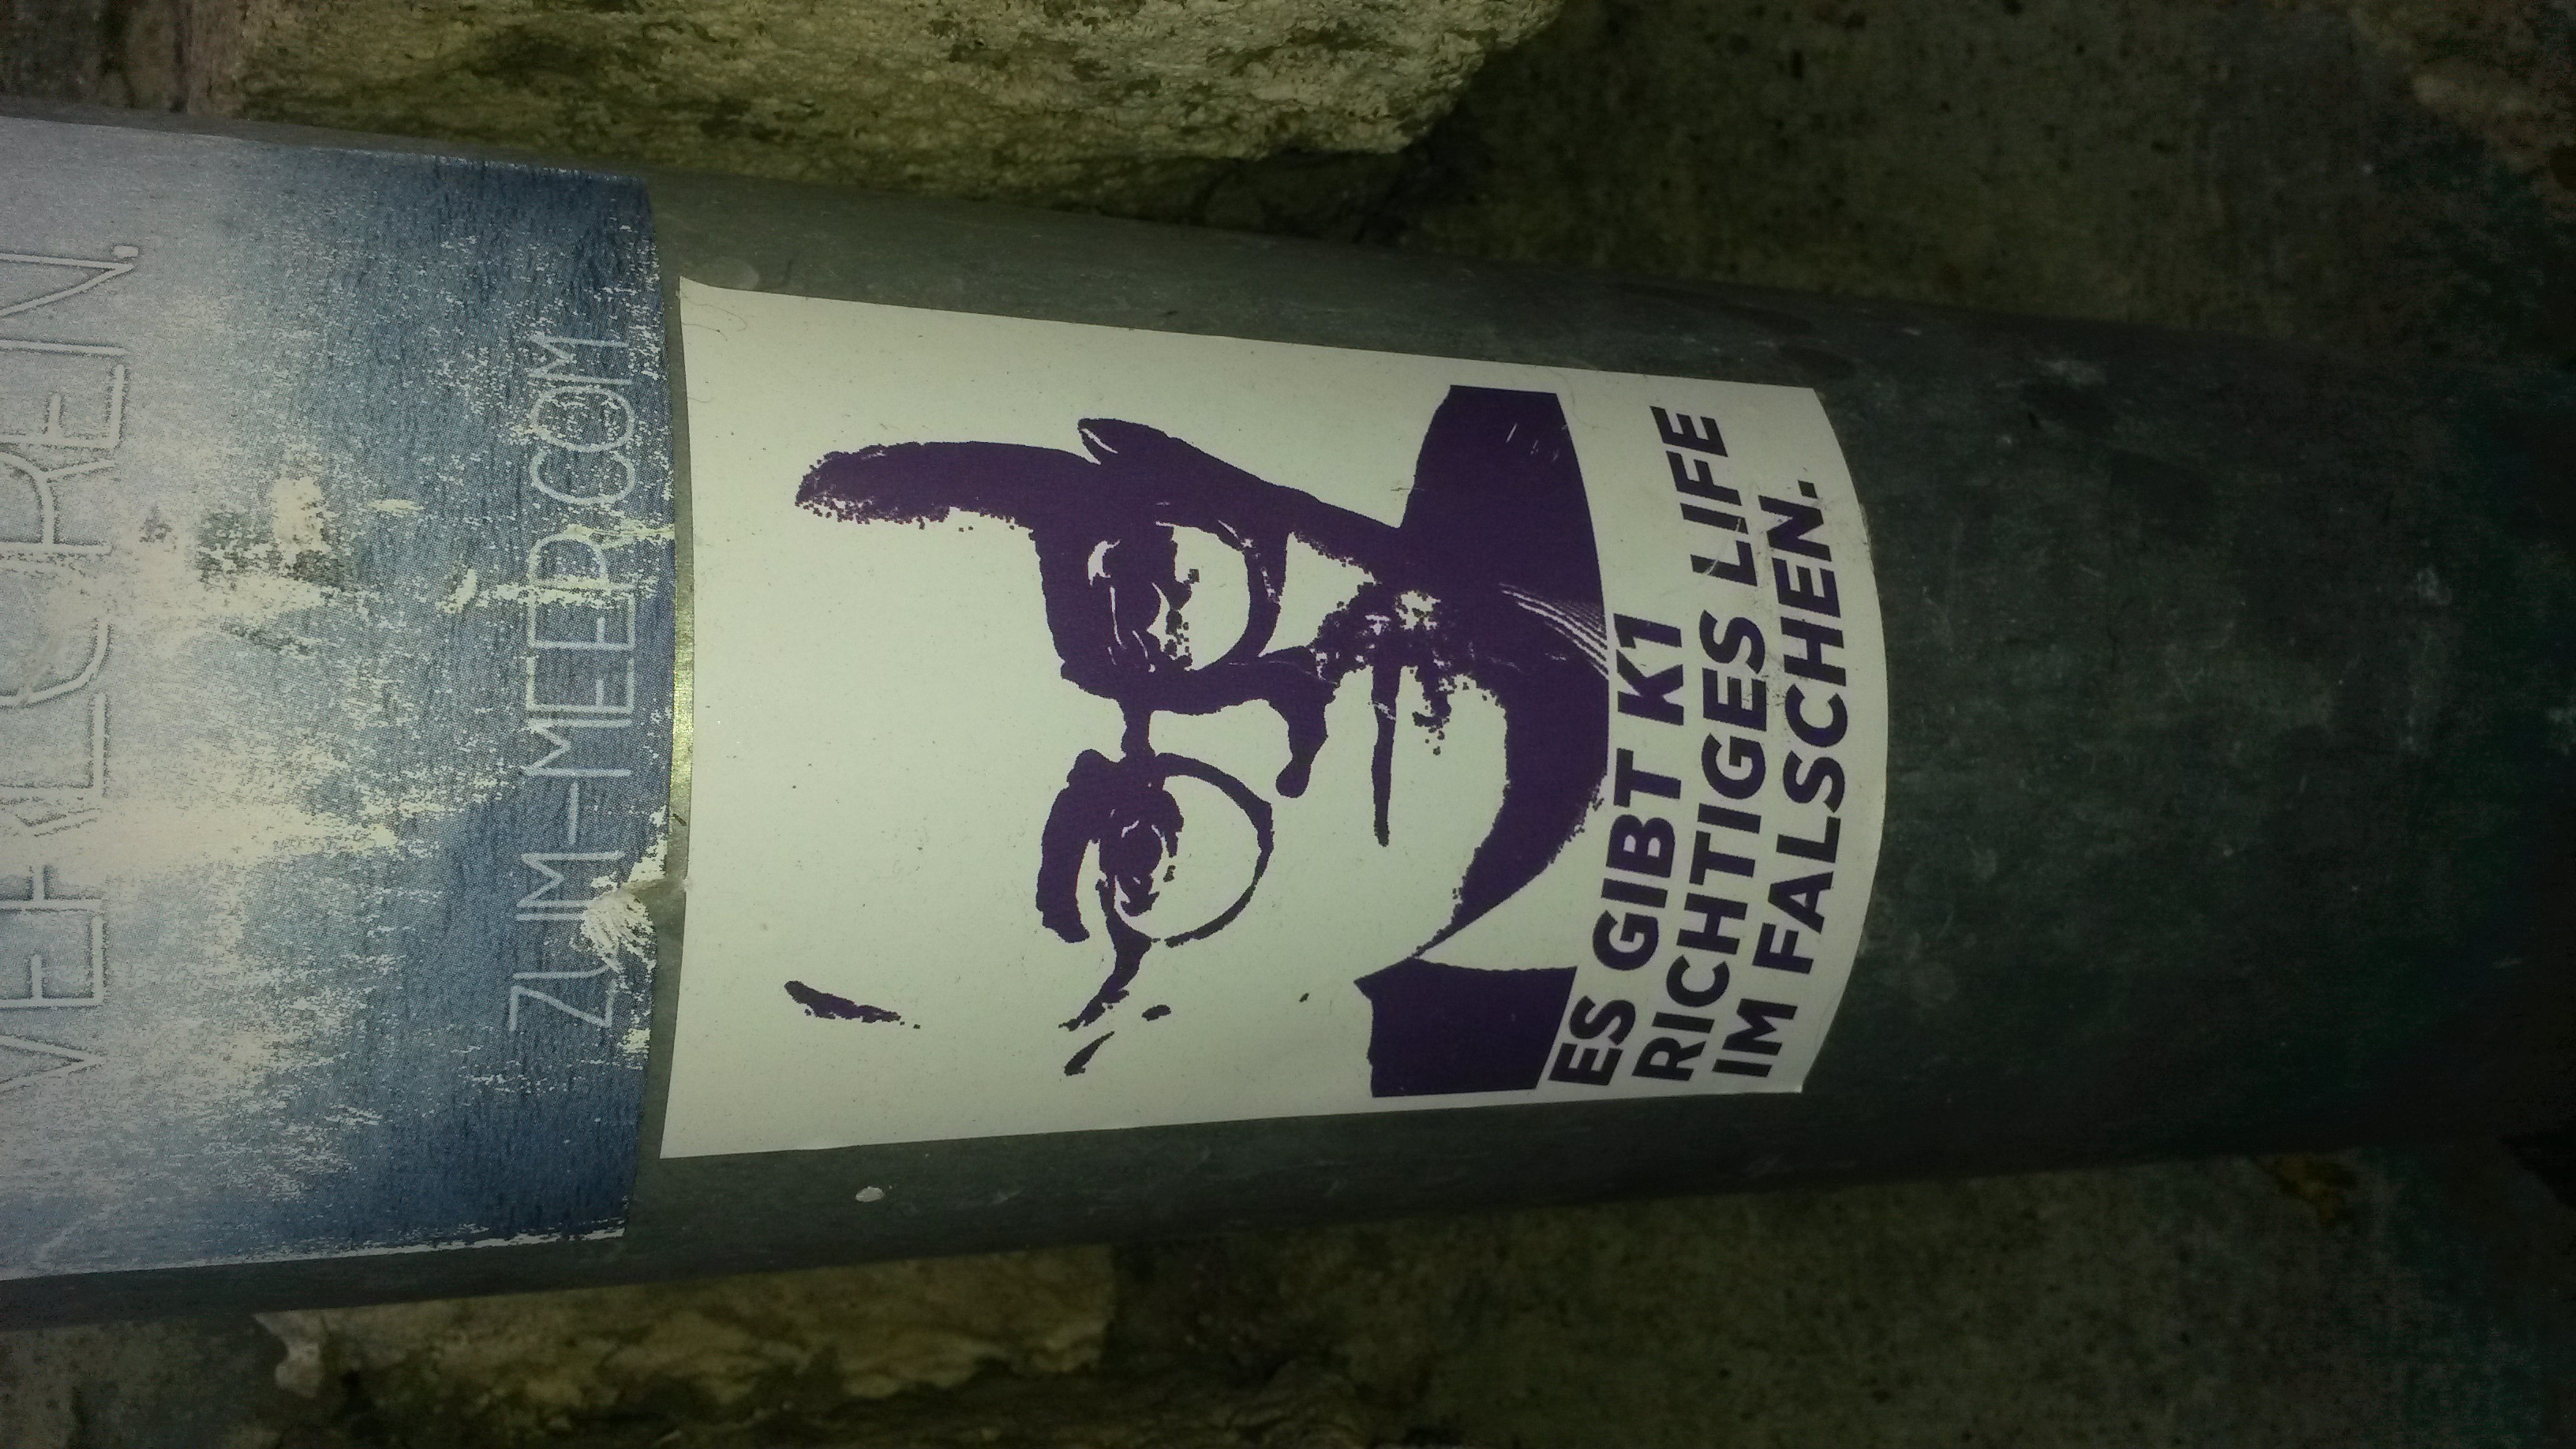 VERLOREN.
ZUM-MEER.COM
ES GIBT K1
RICHTIGES LIFE
IM FALSCHEN.